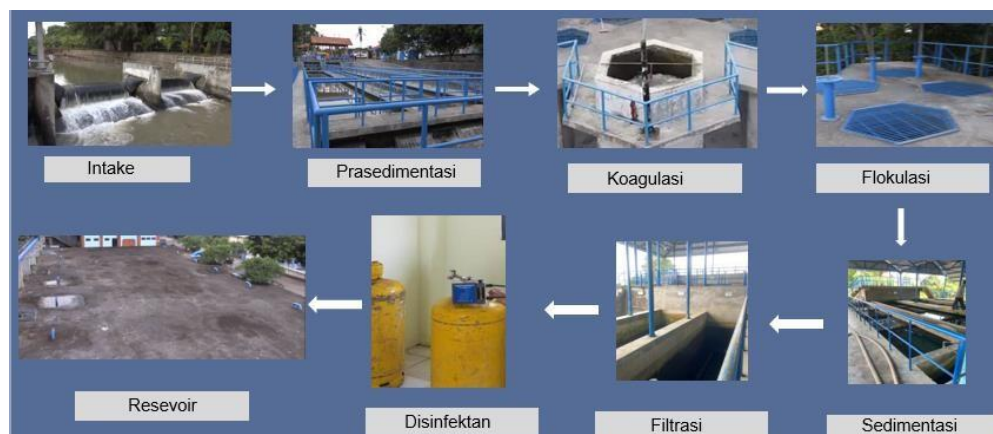 Intake
Prasedimentasi
Koagulasi
Flokulasi
Resevoir
Disinfektan
Filtrasi
Sedimentasi